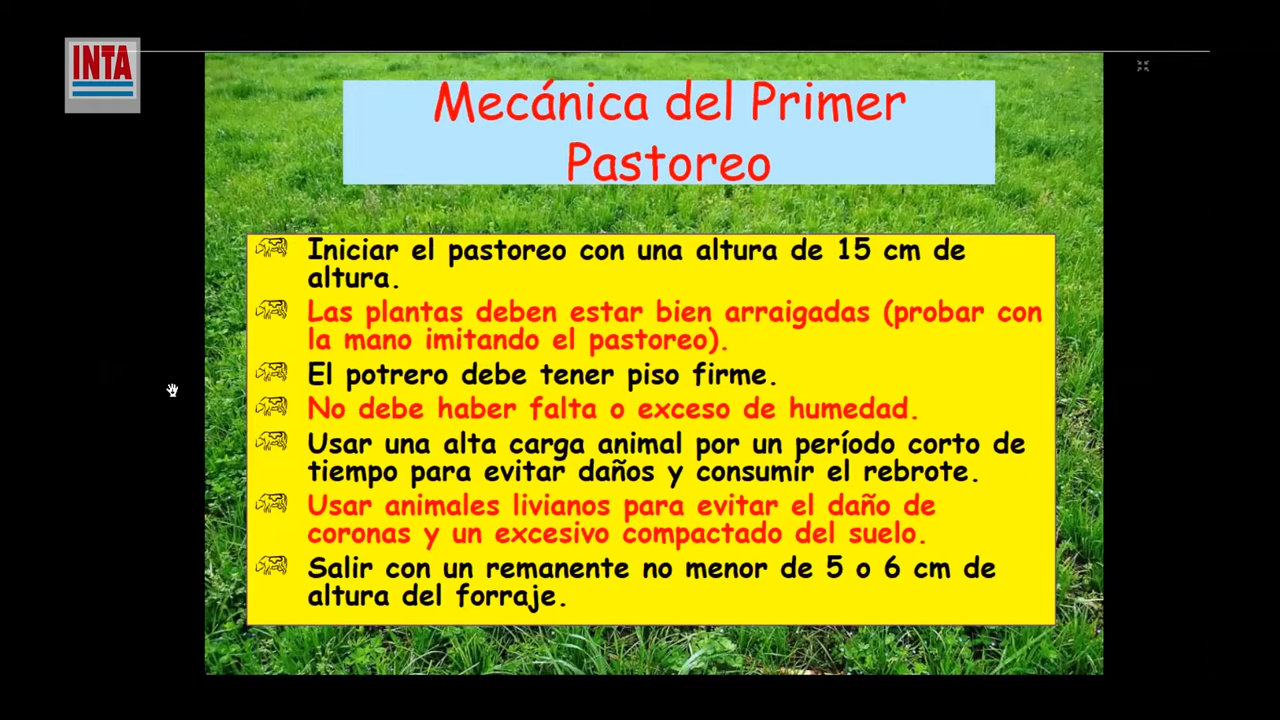 INTA
Mecánica del Primer
Pastoreo
Iniciar el pastoreo con una altura de 15 cm de
altura.
Las plantas deben estar bien arraigadas (probar con
la mano imitando el pastoreo).
El potrero debe tener piso firme.
No debe haber falta o exceso de humedad.
Usar una alta carga animal por un período corto de
tiempo para evitar daños y consumir el rebrote.
Usar animales livianos para evitar el daño de
coronas y un excesivo compactado del suelo.
Salir con un remanente no menor de 5 o 6 cm de
altura del forraje.